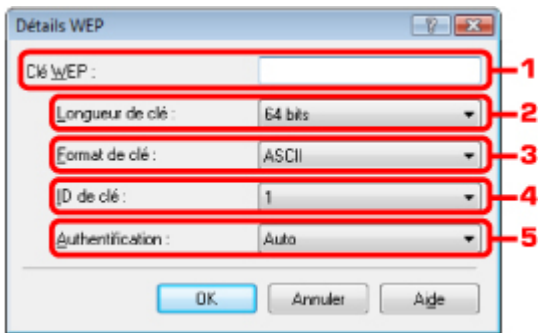 Détails WEP
Clé WEP : 1
Longueur de clé : 64 bits 2
Format de clé : ASCII 3
ID de clé : 1 4
Authentification : Auto 5
OK Annuler Aide